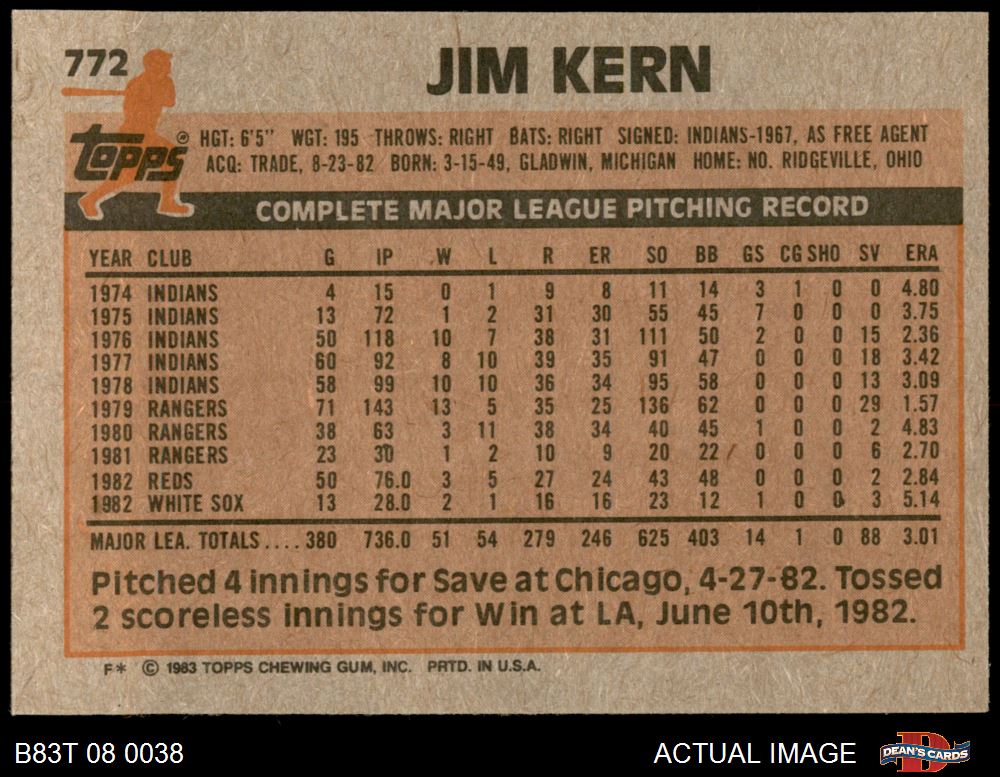 772
JIM KERN
Topps®
HGT: 6'5" WGT: 195 THROWS: RIGHT BATS: RIGHT SIGNED: INDIANS-1967, AS FREE AGENT
ACQ: TRADE, 8-23-82 BORN: 3-15-49, GLADWIN, MICHIGAN HOME: NO. RIDGEVILLE, OHIO
COMPLETE MAJOR LEAGUE PITCHING RECORD
YEAR CLUB G IP W L R ER SO BB GS CG SHO SV ERA
1974 INDIANS 4 15 0 1 9 8 11 14 3 1 0 0 4.80
1975 INDIANS 13 72 1 2 31 30 55 45 7 0 0 0 3.75
1976 INDIANS 50 118 10 7 38 31 111 50 2 0 0 15 2.36
1977 INDIANS 60 92 8 10 39 35 91 47 0 0 0 18 3.42
1978 INDIANS 58 99 10 10 36 34 95 58 0 0 0 13 3.09
1979 RANGERS 71 143 13 5 35 25 136 62 0 0 0 29 1.57
1980 RANGERS 38 63 3 11 38 34 40 45 1 0 0 2 4.83
1981 RANGERS 23 30 1 2 10 9 20 22 0 0 0 6 2.70
1982 REDS 50 76.0 3 5 27 24 43 48 0 0 0 2 2.84
1982 WHITE SOX 13 28.0 2 1 16 16 23 12 1 0 0 3 5.14
MAJOR LEA. TOTALS....380 736.0 51 54 279 246 625 403 14 1 0 88 3.01
Pitched 4 innings for Save at Chicago, 4-27-82. Tossed
2 scoreless innings for Win at LA, June 10th, 1982.
F* © 1983 TOPPS CHEWING GUM, INC. PRTD. IN U.S.A.
B83T 08 0038 ACTUAL IMAGE DEAN'S CARDS